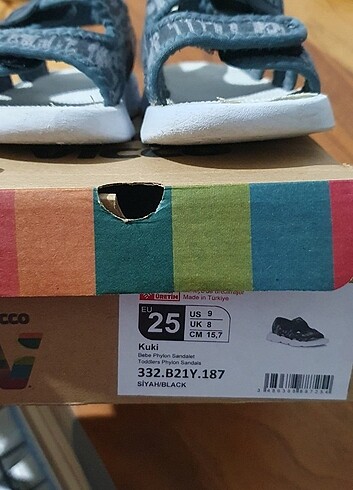 CCO
ÜRETİM
Made in Türkiye
EU 25
US 9
UK 8
CM 15,7
Kuki
Bebe Phylon Sandalet
Toddlers Phylon Sandals
332.B21Y.187
SİYAH/BLACK